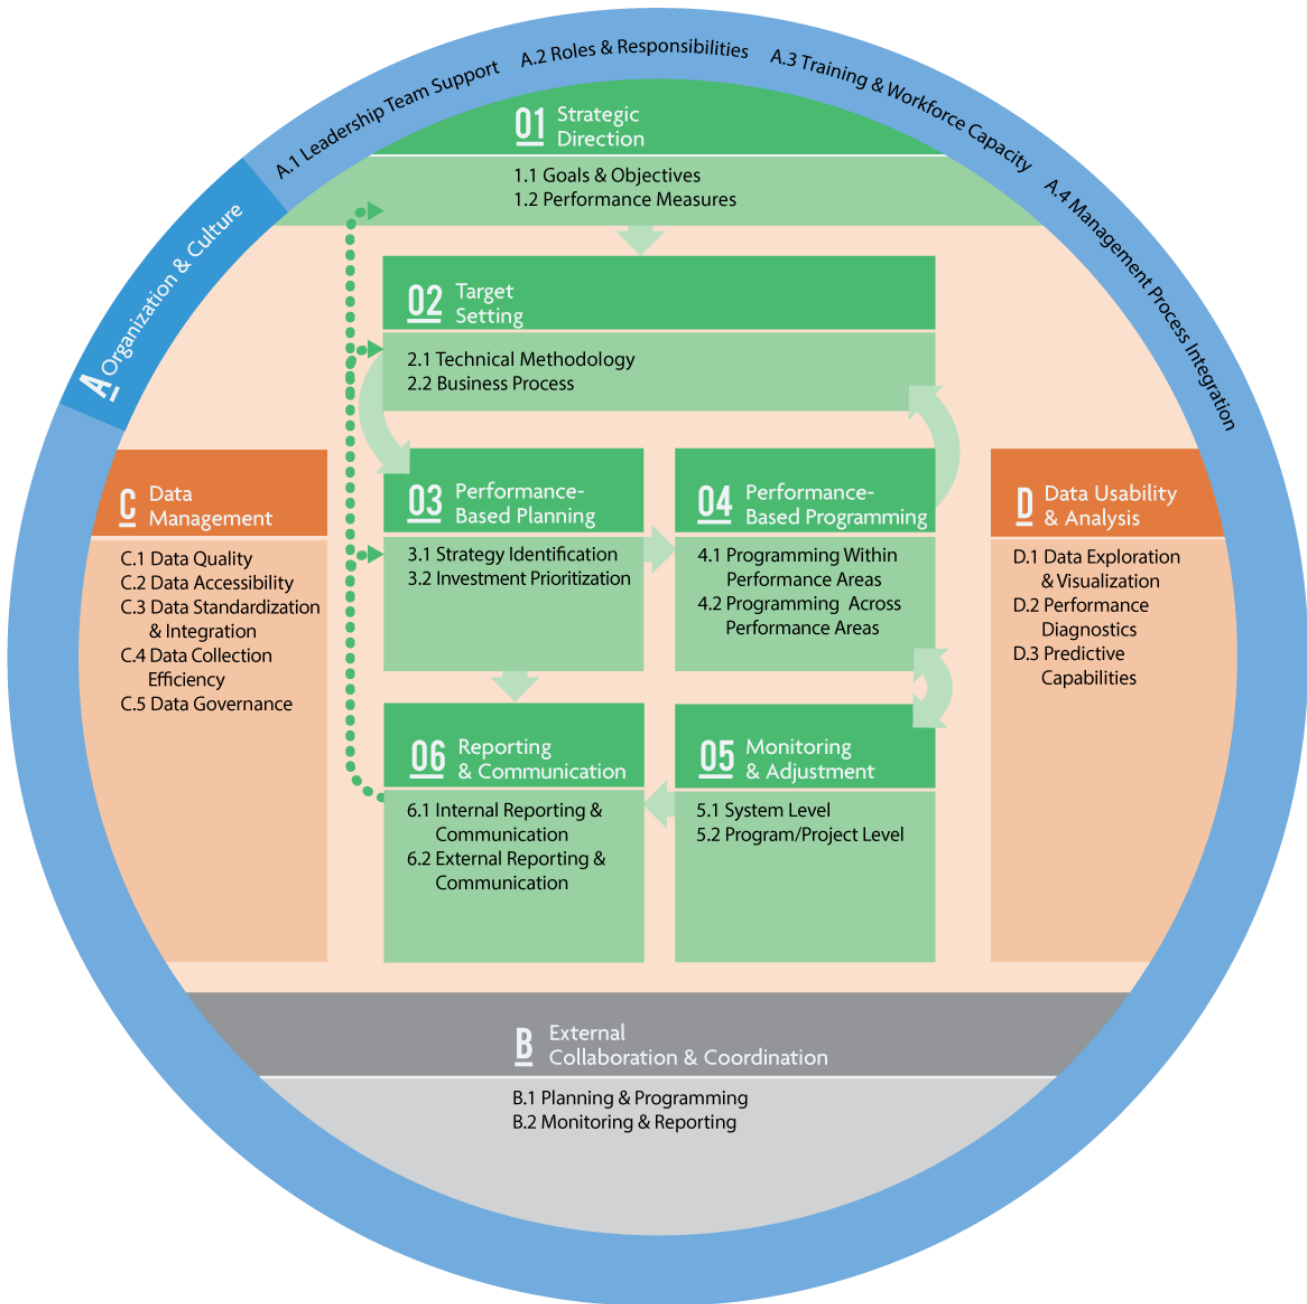 A.1 Leadership Team Support
A.2 Roles & Responsibilities
A.3 Training & Workforce Capacity
A.4 Management Process Integration
A Organization & Culture
01 Strategic
Direction
1.1 Goals & Objectives
1.2 Performance Measures
02 Target
Setting
2.1 Technical Methodology
2.2 Business Process
C Data
Management
C.1 Data Quality
C.2 Data Accessibility
C.3 Data Standardization
& Integration
C.4 Data Collection
Efficiency
C.5 Data Governance
03 Performance-
Based Planning
3.1 Strategy Identification
3.2 Investment Prioritization
04 Performance-
Based Programming
4.1 Programming Within
Performance Areas
4.2 Programming Across
Performance Areas
D Data Usability
& Analysis
D.1 Data Exploration
& Visualization
D.2 Performance
Diagnostics
D.3 Predictive
Capabilities
06 Reporting
& Communication
6.1 Internal Reporting &
Communication
6.2 External Reporting &
Communication
05 Monitoring
& Adjustment
5.1 System Level
5.2 Program/Project Level
B External
Collaboration & Coordination
B.1 Planning & Programming
B.2 Monitoring & Reporting